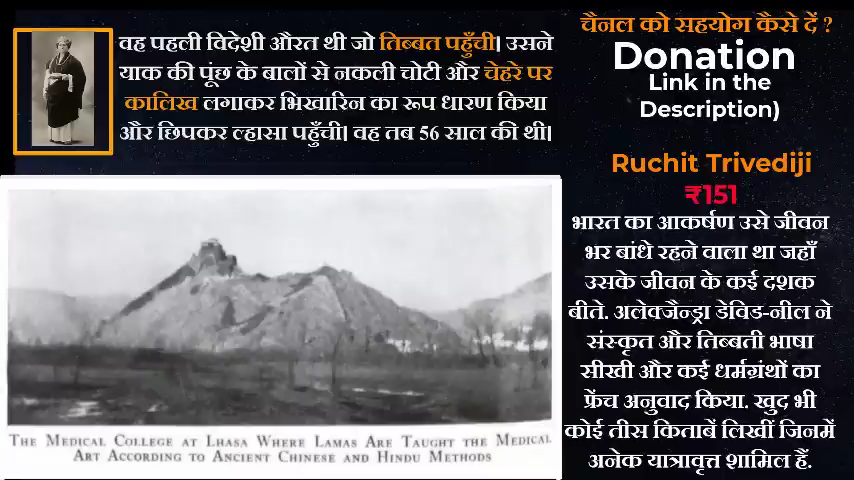 वह पहली विदेशी औरत थी जो तिब्बत पहुँची। उसने
याक की पूंछ के बालों से नकली चोटी और चेहरे पर
कालिख लगाकर भिखारिन का रूप धारण किया
और छिपकर ल्हासा पहुँची। वह तब 56 साल की थी।
चैनल को सहयोग कैसे दें ?
Donation
Link in the
Description)
Ruchit Trivediji
₹151
भारत का आकर्षण उसे जीवन
भर बांधे रहने वाला था जहाँ
उसके जीवन के कई दशक
बीते. अलेक्जैन्ड्रा डेविड-नील ने
संस्कृत और तिब्बती भाषा
सीखी और कई धर्मग्रंथों का
फ्रेंच अनुवाद किया. खुद भी
कोई तीस किताबें लिखीं जिनमें
अनेक यात्रावृत्त शामिल हैं.
The Medical College at Lhasa Where Lamas Are Taught the Medical
Art According to Ancient Chinese and Hindu Methods